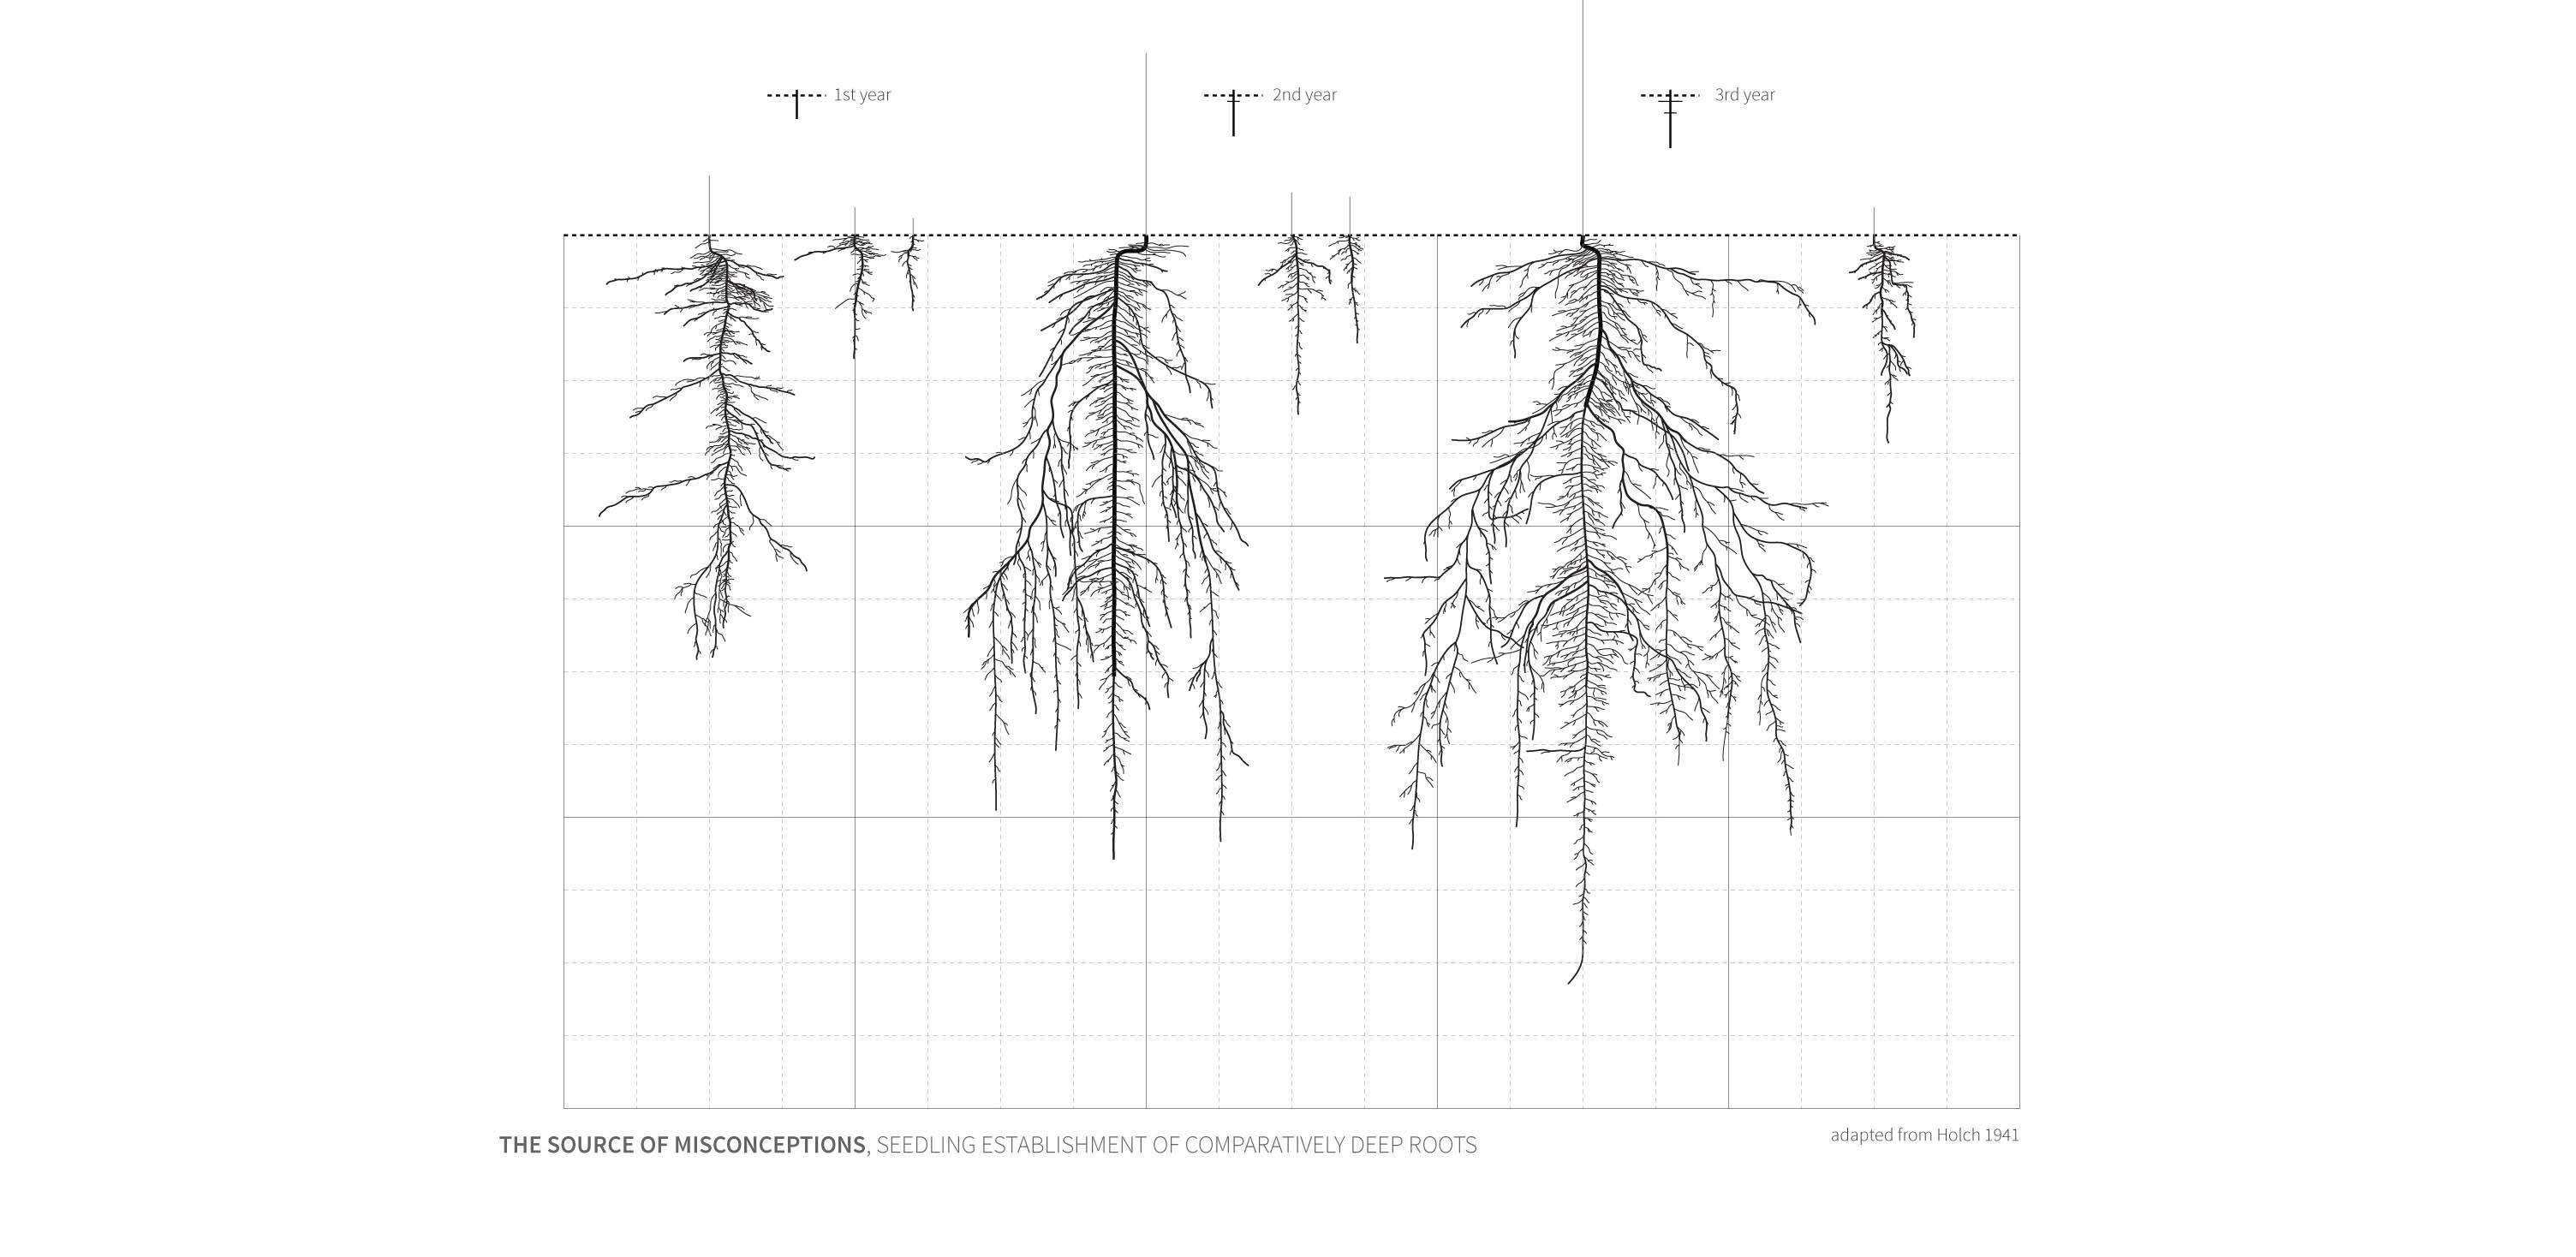 1st year
2nd year
3rd year
THE SOURCE OF MISCONCEPTIONS, SEEDLING ESTABLISHMENT OF COMPARATIVELY DEEP ROOTS
adapted from Holch 1941